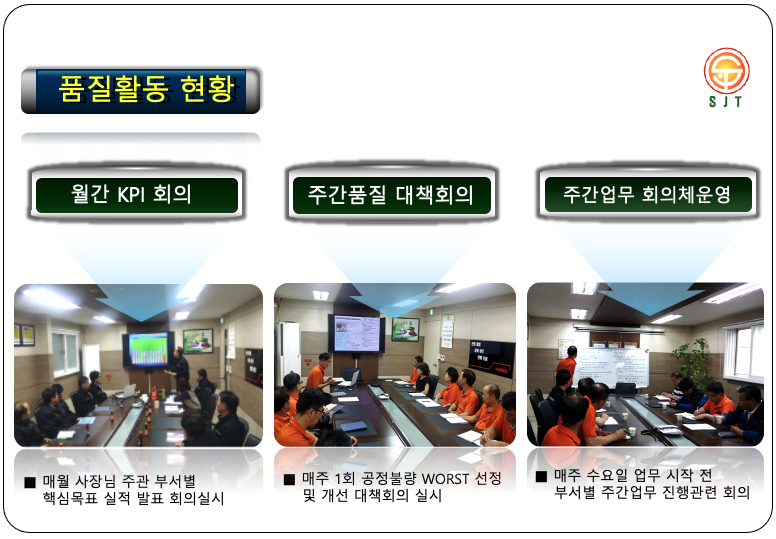 품질활동 현황
SJT
월간 KPI 회의
주간품질 대책회의
주간업무 회의체운영
■ 매월 사장님 주관 부서별
핵심목표 실적 발표 회의실시
■ 매주 1회 공정불량 WORST 선정
및 개선 대책회의 실시
■ 매주 수요일 업무 시작 전
부서별 주간업무 진행관련 회의